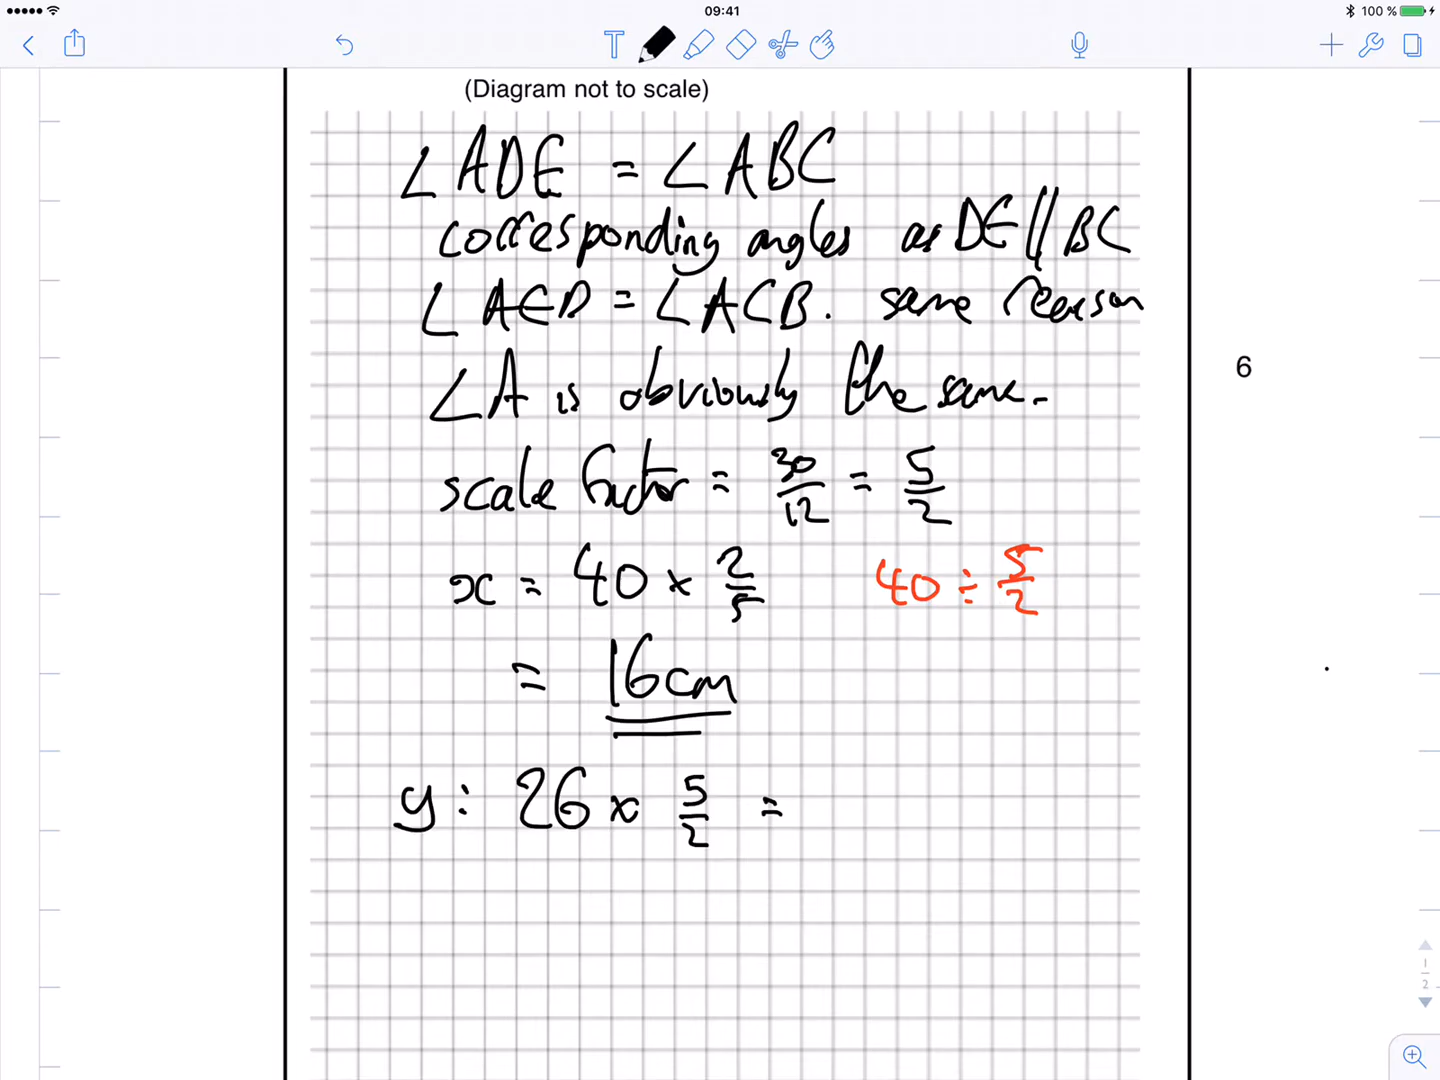 09:41
100 %
T
(Diagram not to scale)
∠ADE = ∠ABC
corresponding angles as DE // BC
∠AED = ∠ACB. same reason
∠A is obviously the same.
6
scale factor = 30/12 = 5/2
x = 40 × 2/5
40 ÷ 5/2
= 16cm
y: 26 × 5/2 =
1
2